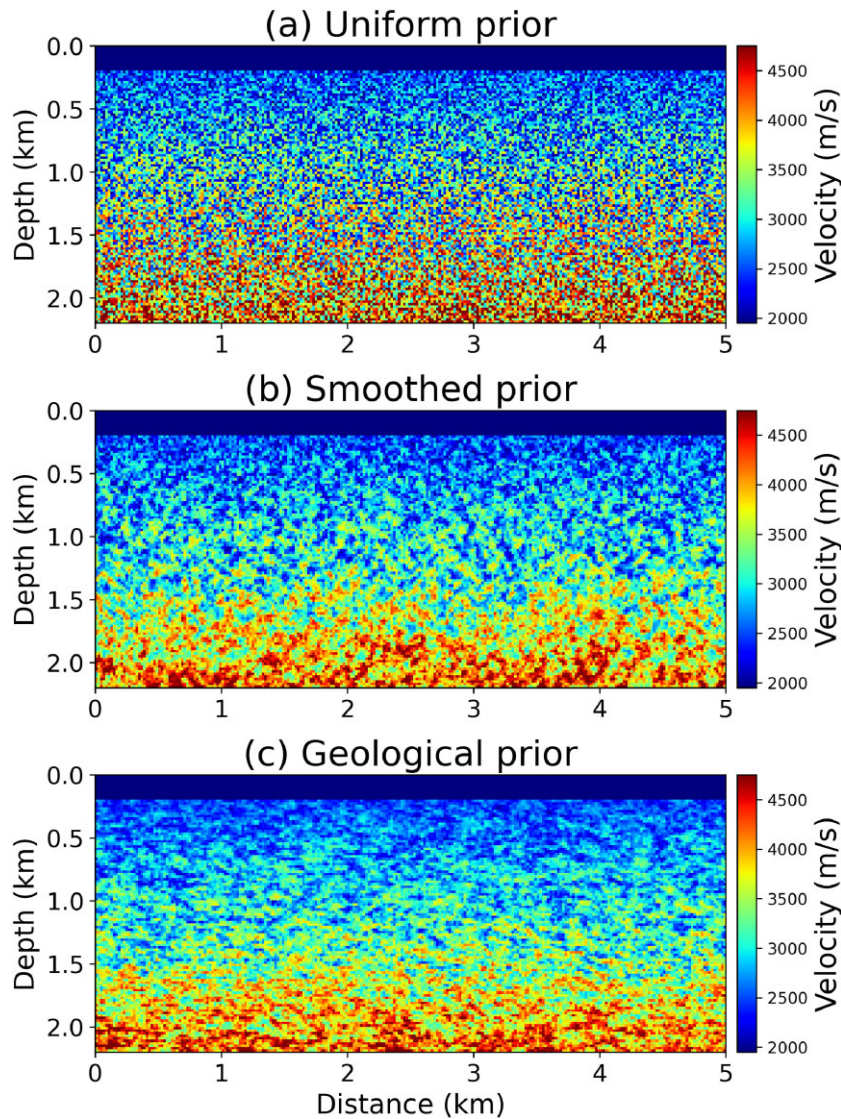 (a) Uniform prior
0.0
0.5
1.0
1.5
2.0
Depth (km)
0 1 2 3 4 5
4500
4000
3500
3000
2500
2000
Velocity (m/s)
(b) Smoothed prior
0.0
0.5
1.0
1.5
2.0
Depth (km)
0 1 2 3 4 5
4500
4000
3500
3000
2500
2000
Velocity (m/s)
(c) Geological prior
0.0
0.5
1.0
1.5
2.0
Depth (km)
0 1 2 3 4 5
Distance (km)
4500
4000
3500
3000
2500
2000
Velocity (m/s)